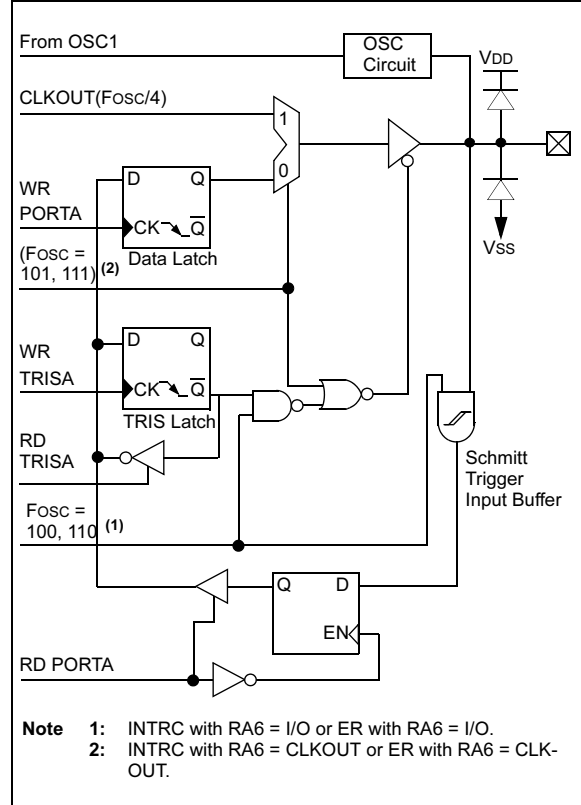 From OSC1
OSC
Circuit
VDD
CLKOUT(FOSC/4)
1
0
D Q
WR
PORTA
CK Q
Data Latch
VSS
(FOSC =
101, 111) (2)
D Q
WR
TRISA
CK Q
TRIS Latch
RD
TRISA
Schmitt
Trigger
Input Buffer
FOSC =
100, 110 (1)
Q D
EN
RD PORTA
Note 1: INTRC with RA6 = I/O or ER with RA6 = I/O.
2: INTRC with RA6 = CLKOUT or ER with RA6 = CLK-
OUT.